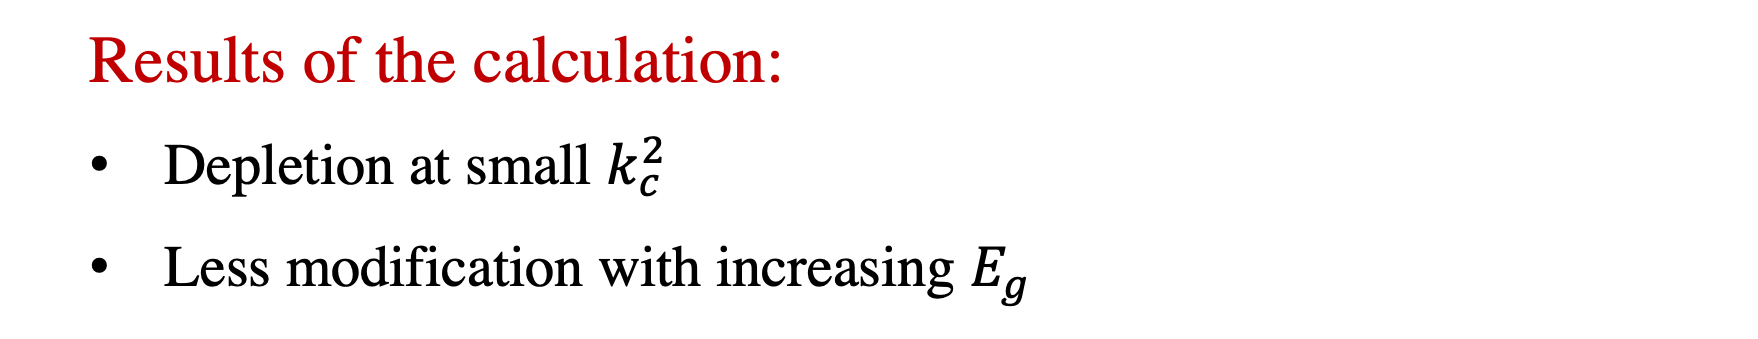 Results of the calculation:
• Depletion at small $k_c^2$
• Less modification with increasing $E_g$